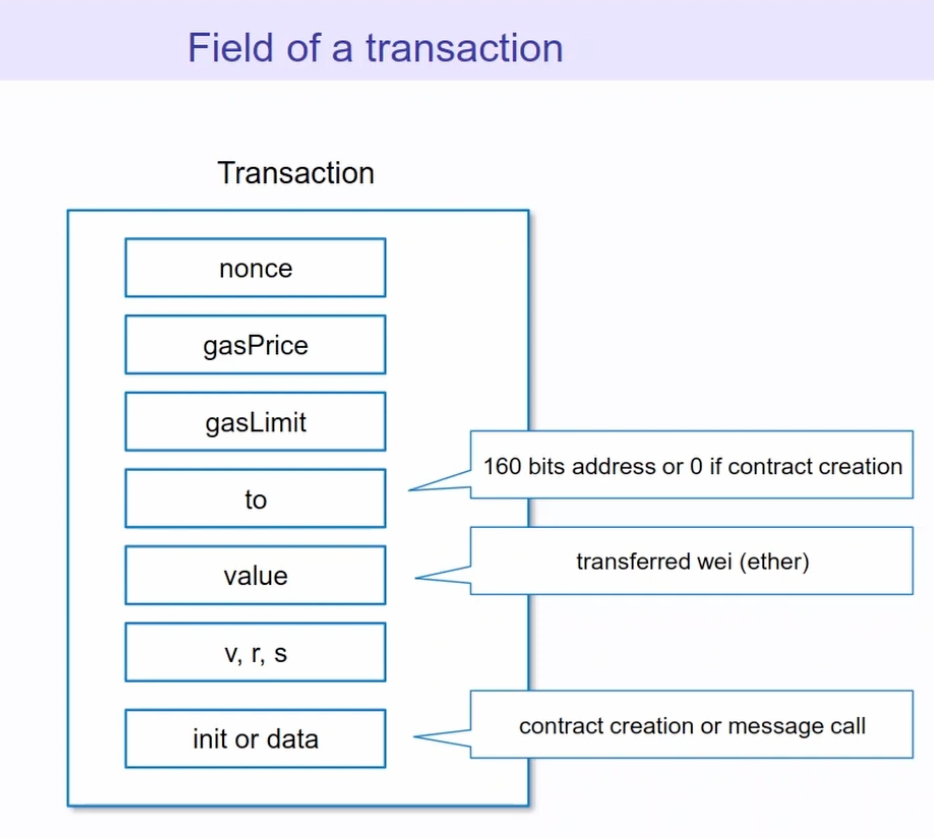 Field of a transaction
Transaction
nonce
gasPrice
gasLimit
to
160 bits address or 0 if contract creation
value
transferred wei (ether)
v, r, s
init or data
contract creation or message call